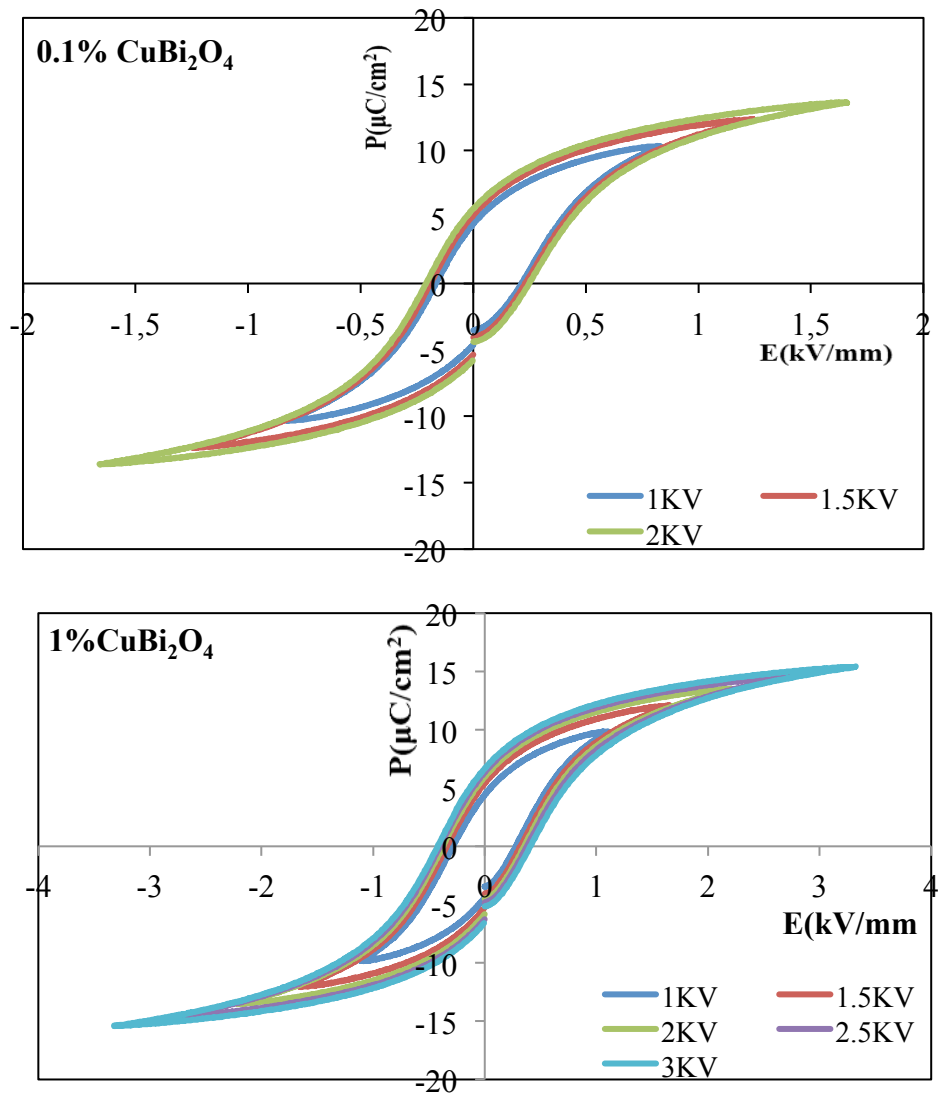 20
0.1% CuBi₂O₄
P(µC/cm²)
15
10
5
0
-2 -1,5 -1 -0,5 0 0,5 1 1,5 2
-5
E(kV/mm)
-10
-15
1KV 1.5KV
2KV
-20
20
1%CuBi₂O₄
P(µC/cm²)
15
10
5
0
-4 -3 -2 -1 0 1 2 3 4
-5
E(kV/mm
-10
1KV 1.5KV
-15
2KV 2.5KV
3KV
-20